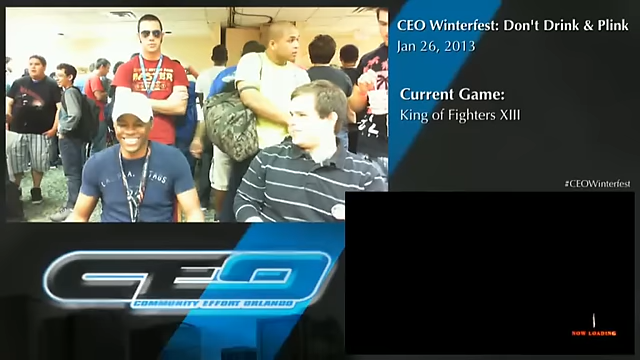 CEO Winterfest: Don't Drink & Plink
Jan 26, 2013
Current Game:
King of Fighters XIII
#CEOWinterfest
MASTER
CEO
COMMUNITY EFFORT ORLANDO
NOW LOADING